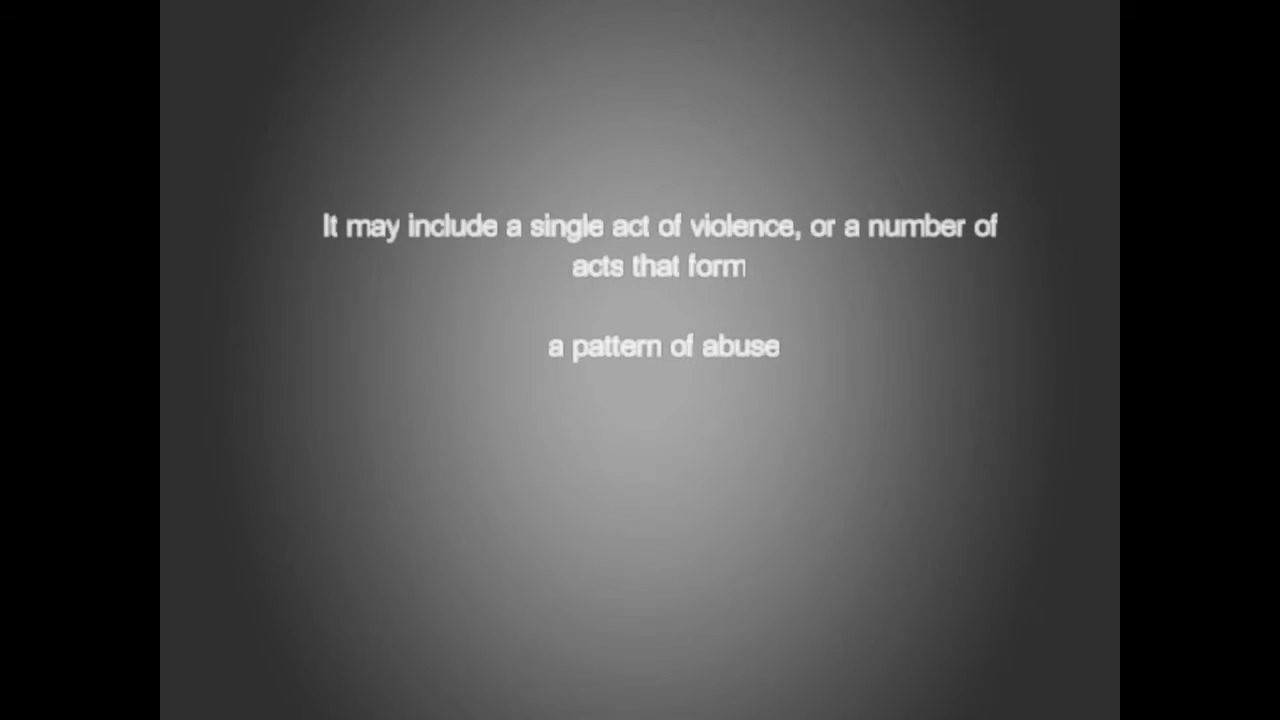 It may include a single act of violence, or a number of
acts that form
a pattern of abuse